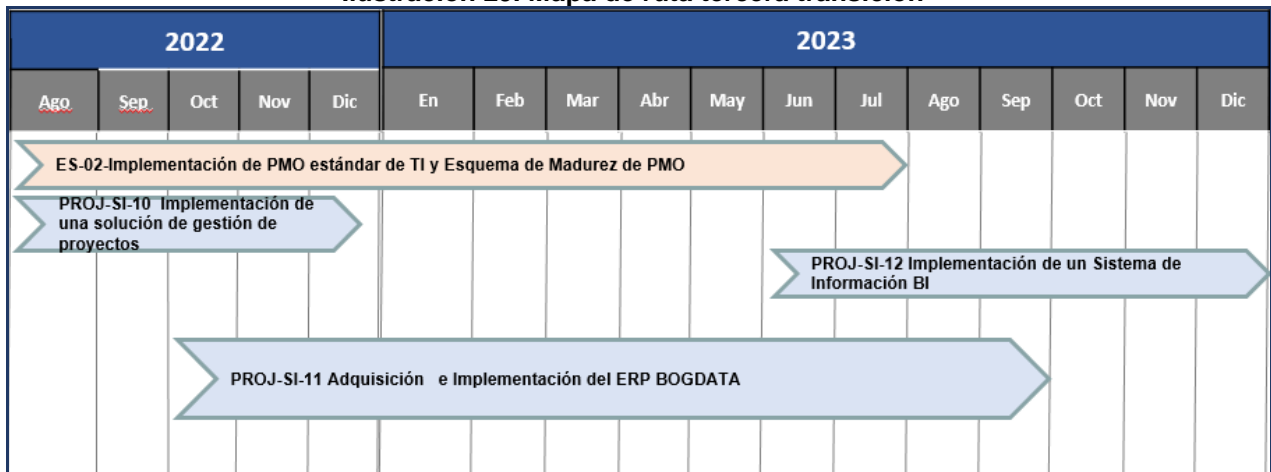 2022 2023
Ago Sep Oct Nov Dic En Feb Mar Abr May Jun Jul Ago Sep Oct Nov Dic
ES-02-Implementación de PMO estándar de TI y Esquema de Madurez de PMO
PROJ-SI-10 Implementación de
una solución de gestión de
proyectos
PROJ-SI-12 Implementación de un Sistema de
Información BI
PROJ-SI-11 Adquisición e Implementación del ERP BOGDATA